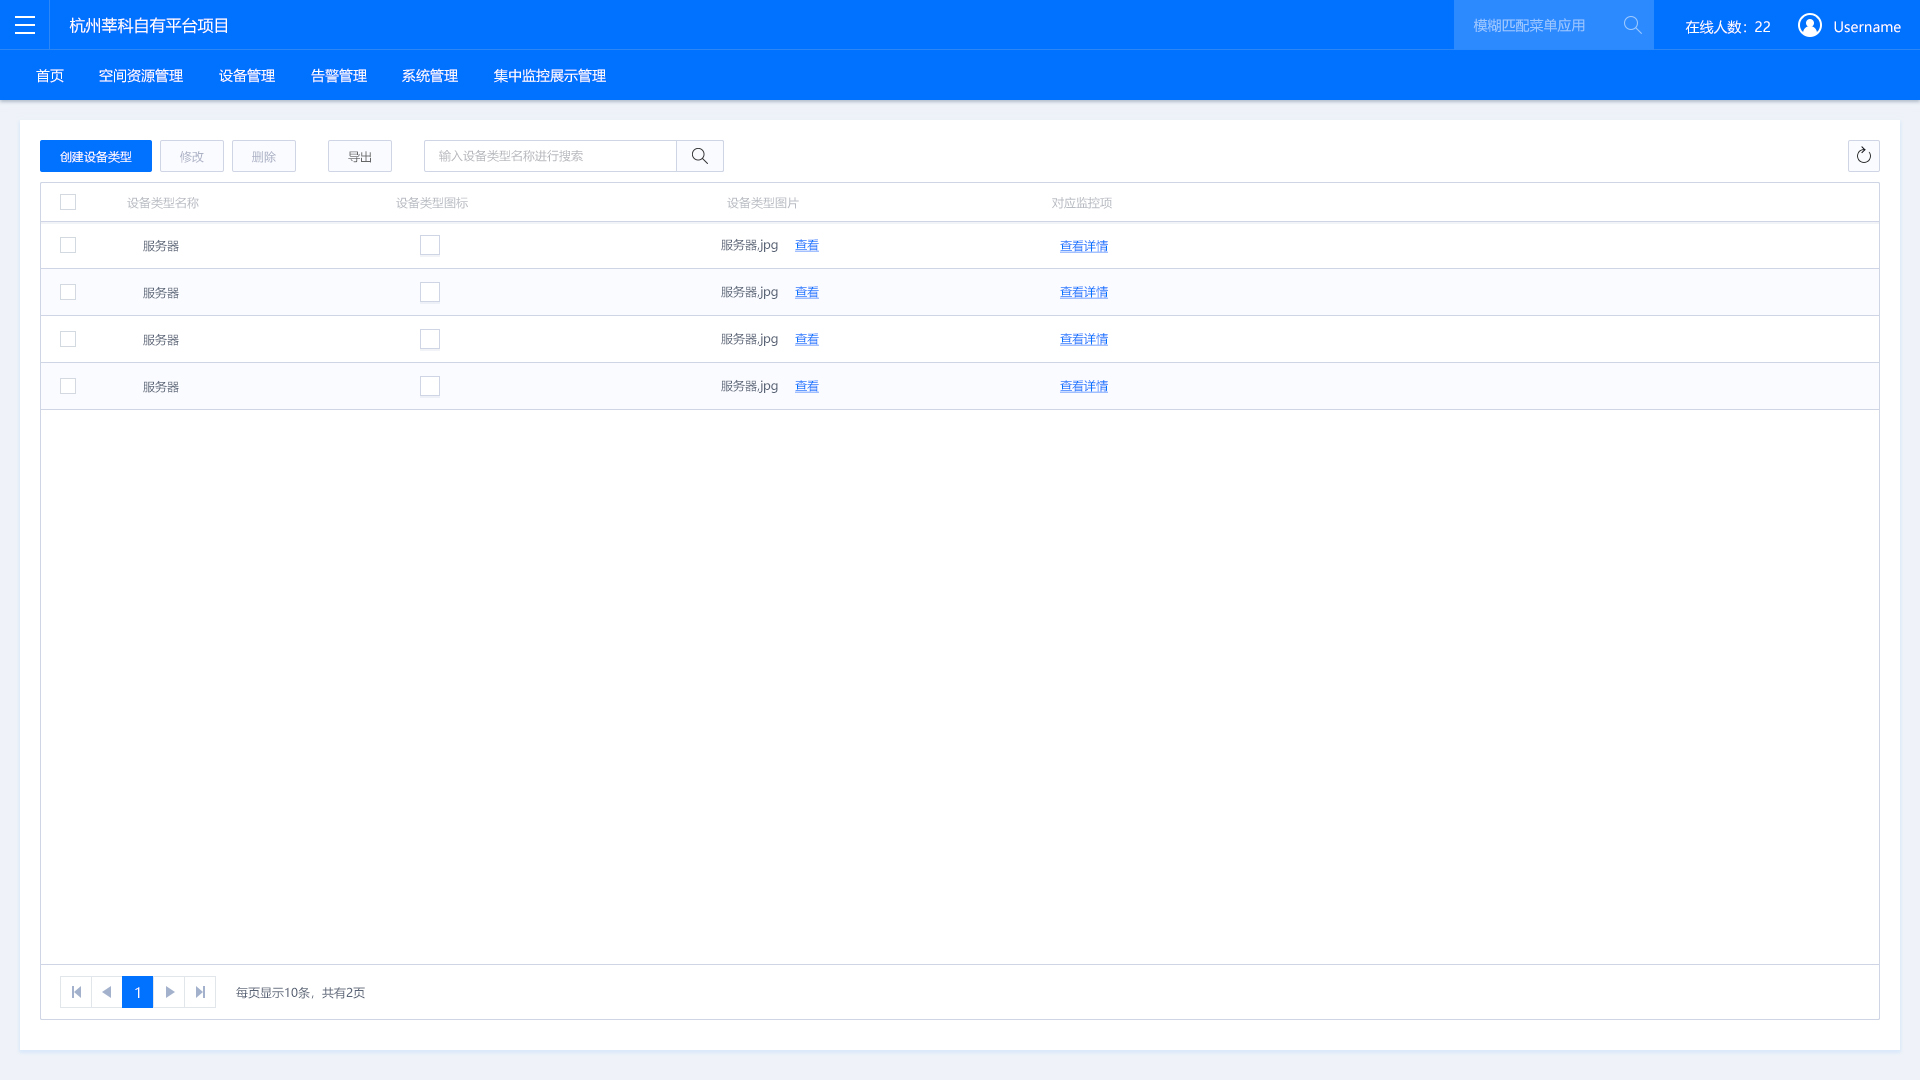 杭州莘科自有平台项目
模糊匹配菜单应用
在线人数：22
Username
首页 空间资源管理 设备管理 告警管理 系统管理 集中监控展示管理
创建设备类型 修改 删除 导出 输入设备类型名称进行搜索
设备类型名称 设备类型图标 设备类型图片 对应监控项
服务器 服务器.jpg 查看 查看详情
服务器 服务器.jpg 查看 查看详情
服务器 服务器.jpg 查看 查看详情
服务器 服务器.jpg 查看 查看详情
1 每页显示10条，共有2页